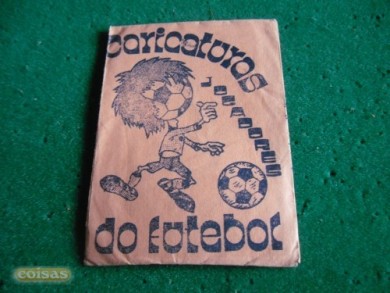 caricaturas
Jogadores
do futebol
coisas